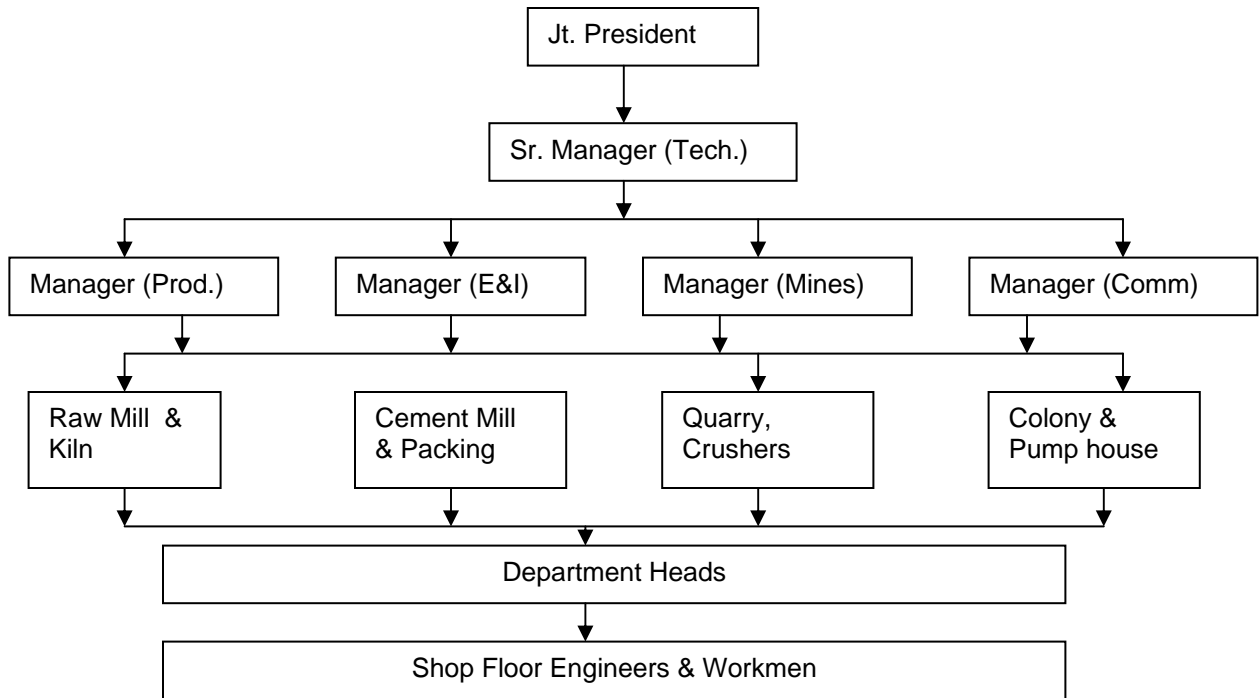 Jt. President
Sr. Manager (Tech.)
Manager (Prod.)
Manager (E&I)
Manager (Mines)
Manager (Comm)
Raw Mill &
Kiln
Cement Mill
& Packing
Quarry,
Crushers
Colony &
Pump house
Department Heads
Shop Floor Engineers & Workmen